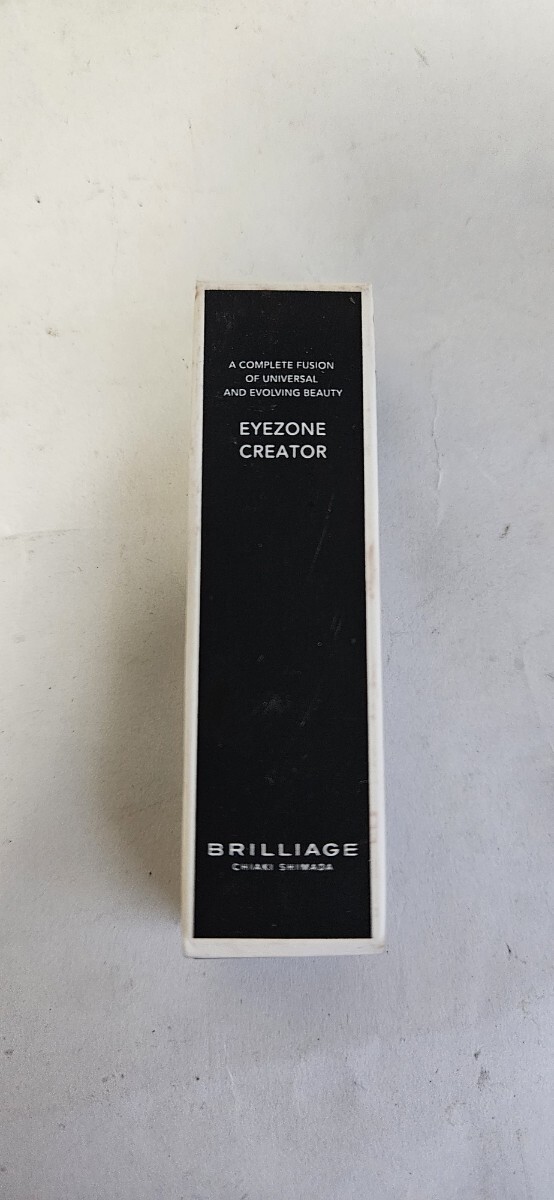 A COMPLETE FUSION
OF UNIVERSAL
AND EVOLVING BEAUTY
EYEZONE
CREATOR
BRILLIAGE
CHIAKI SHIMADA